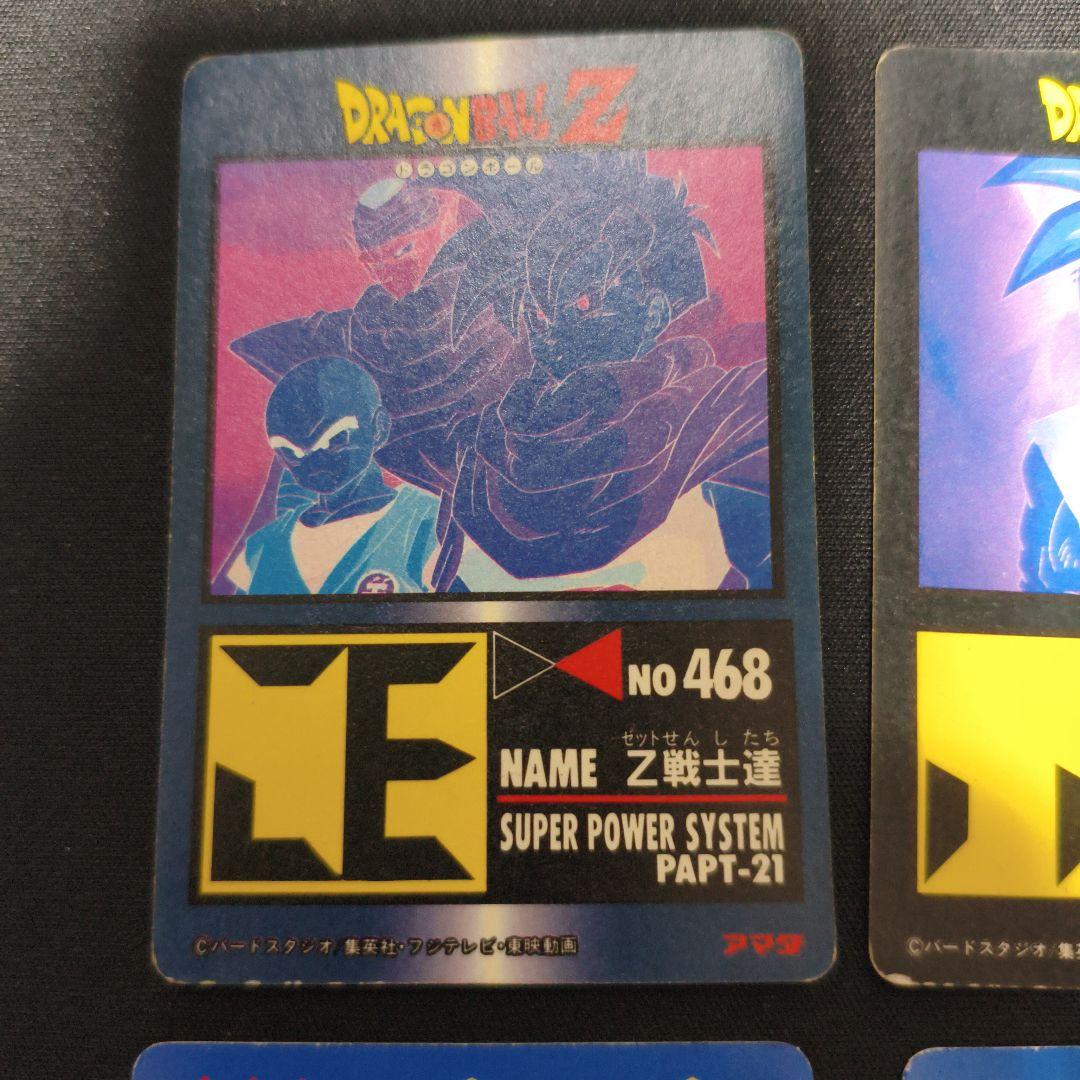 DRAGON BALL Z
ドラゴンボール
NO 468
ゼットせんしたち
NAME Z戦士達
SUPER POWER SYSTEM
PAPT-21
©バードスタジオ/集英社・フジテレビ・東映動画
アマダ
©バードスタジオ/集